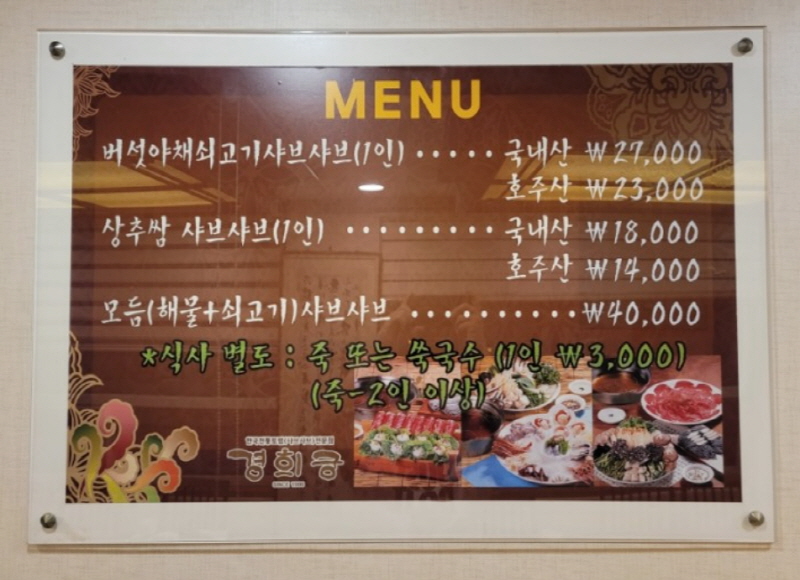 MENU
버섯야채쇠고기샤브샤브(1인) ····· 국내산 ₩27,000
호주산 ₩23,000
상추쌈 샤브샤브(1인) ········· 국내산 ₩18,000
호주산 ₩14,000
모듬(해물+쇠고기)샤브샤브 ··········₩40,000
*식사 별도 : 죽 또는 쑥국수 (1인 ₩3,000)
(죽-2인 이상)
경희궁